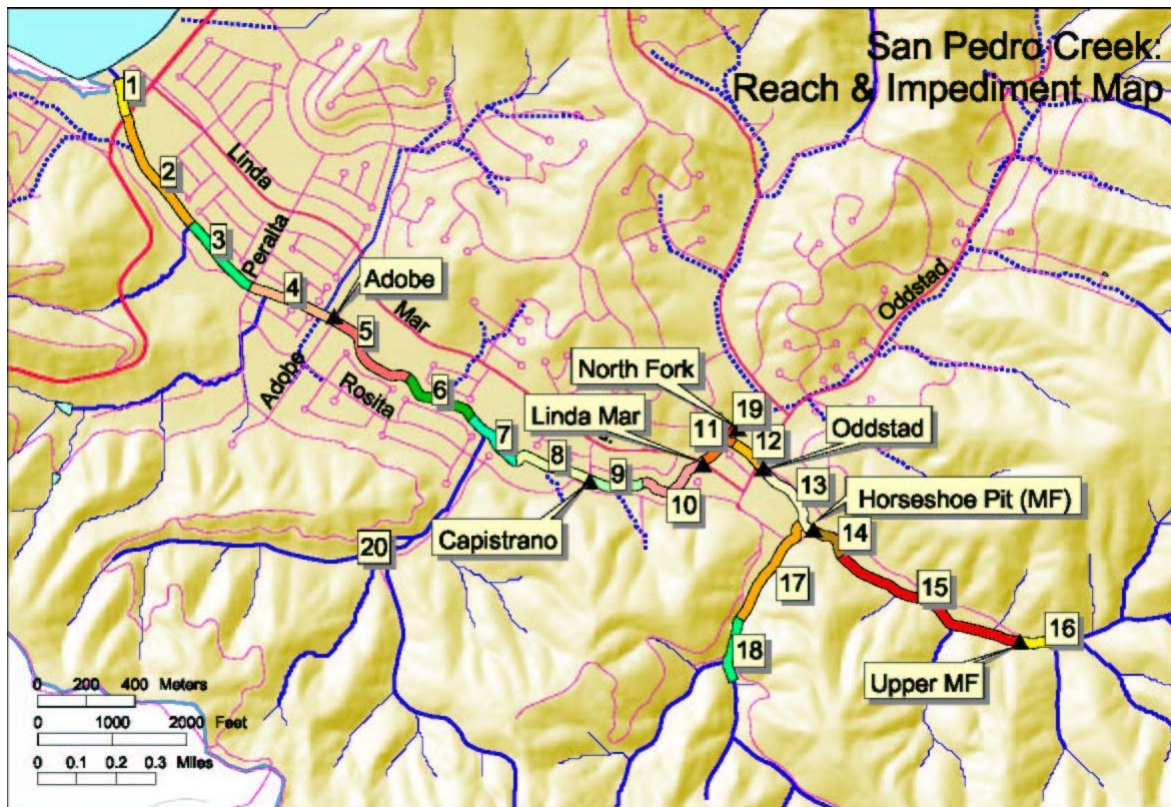 San Pedro Creek:
Reach & Impediment Map
1
Linda
2
3
Peralta
4
Adobe
5
Mar
Oddstad
Adobe
Rosita
6
North Fork
19
Linda Mar
11
12
Oddstad
7
8
9
10
13
Horseshoe Pit (MF)
Capistrano
14
20
17
15
16
18
Upper MF
0 200 400 Meters
0 1000 2000 Feet
0 0.1 0.2 0.3 Miles